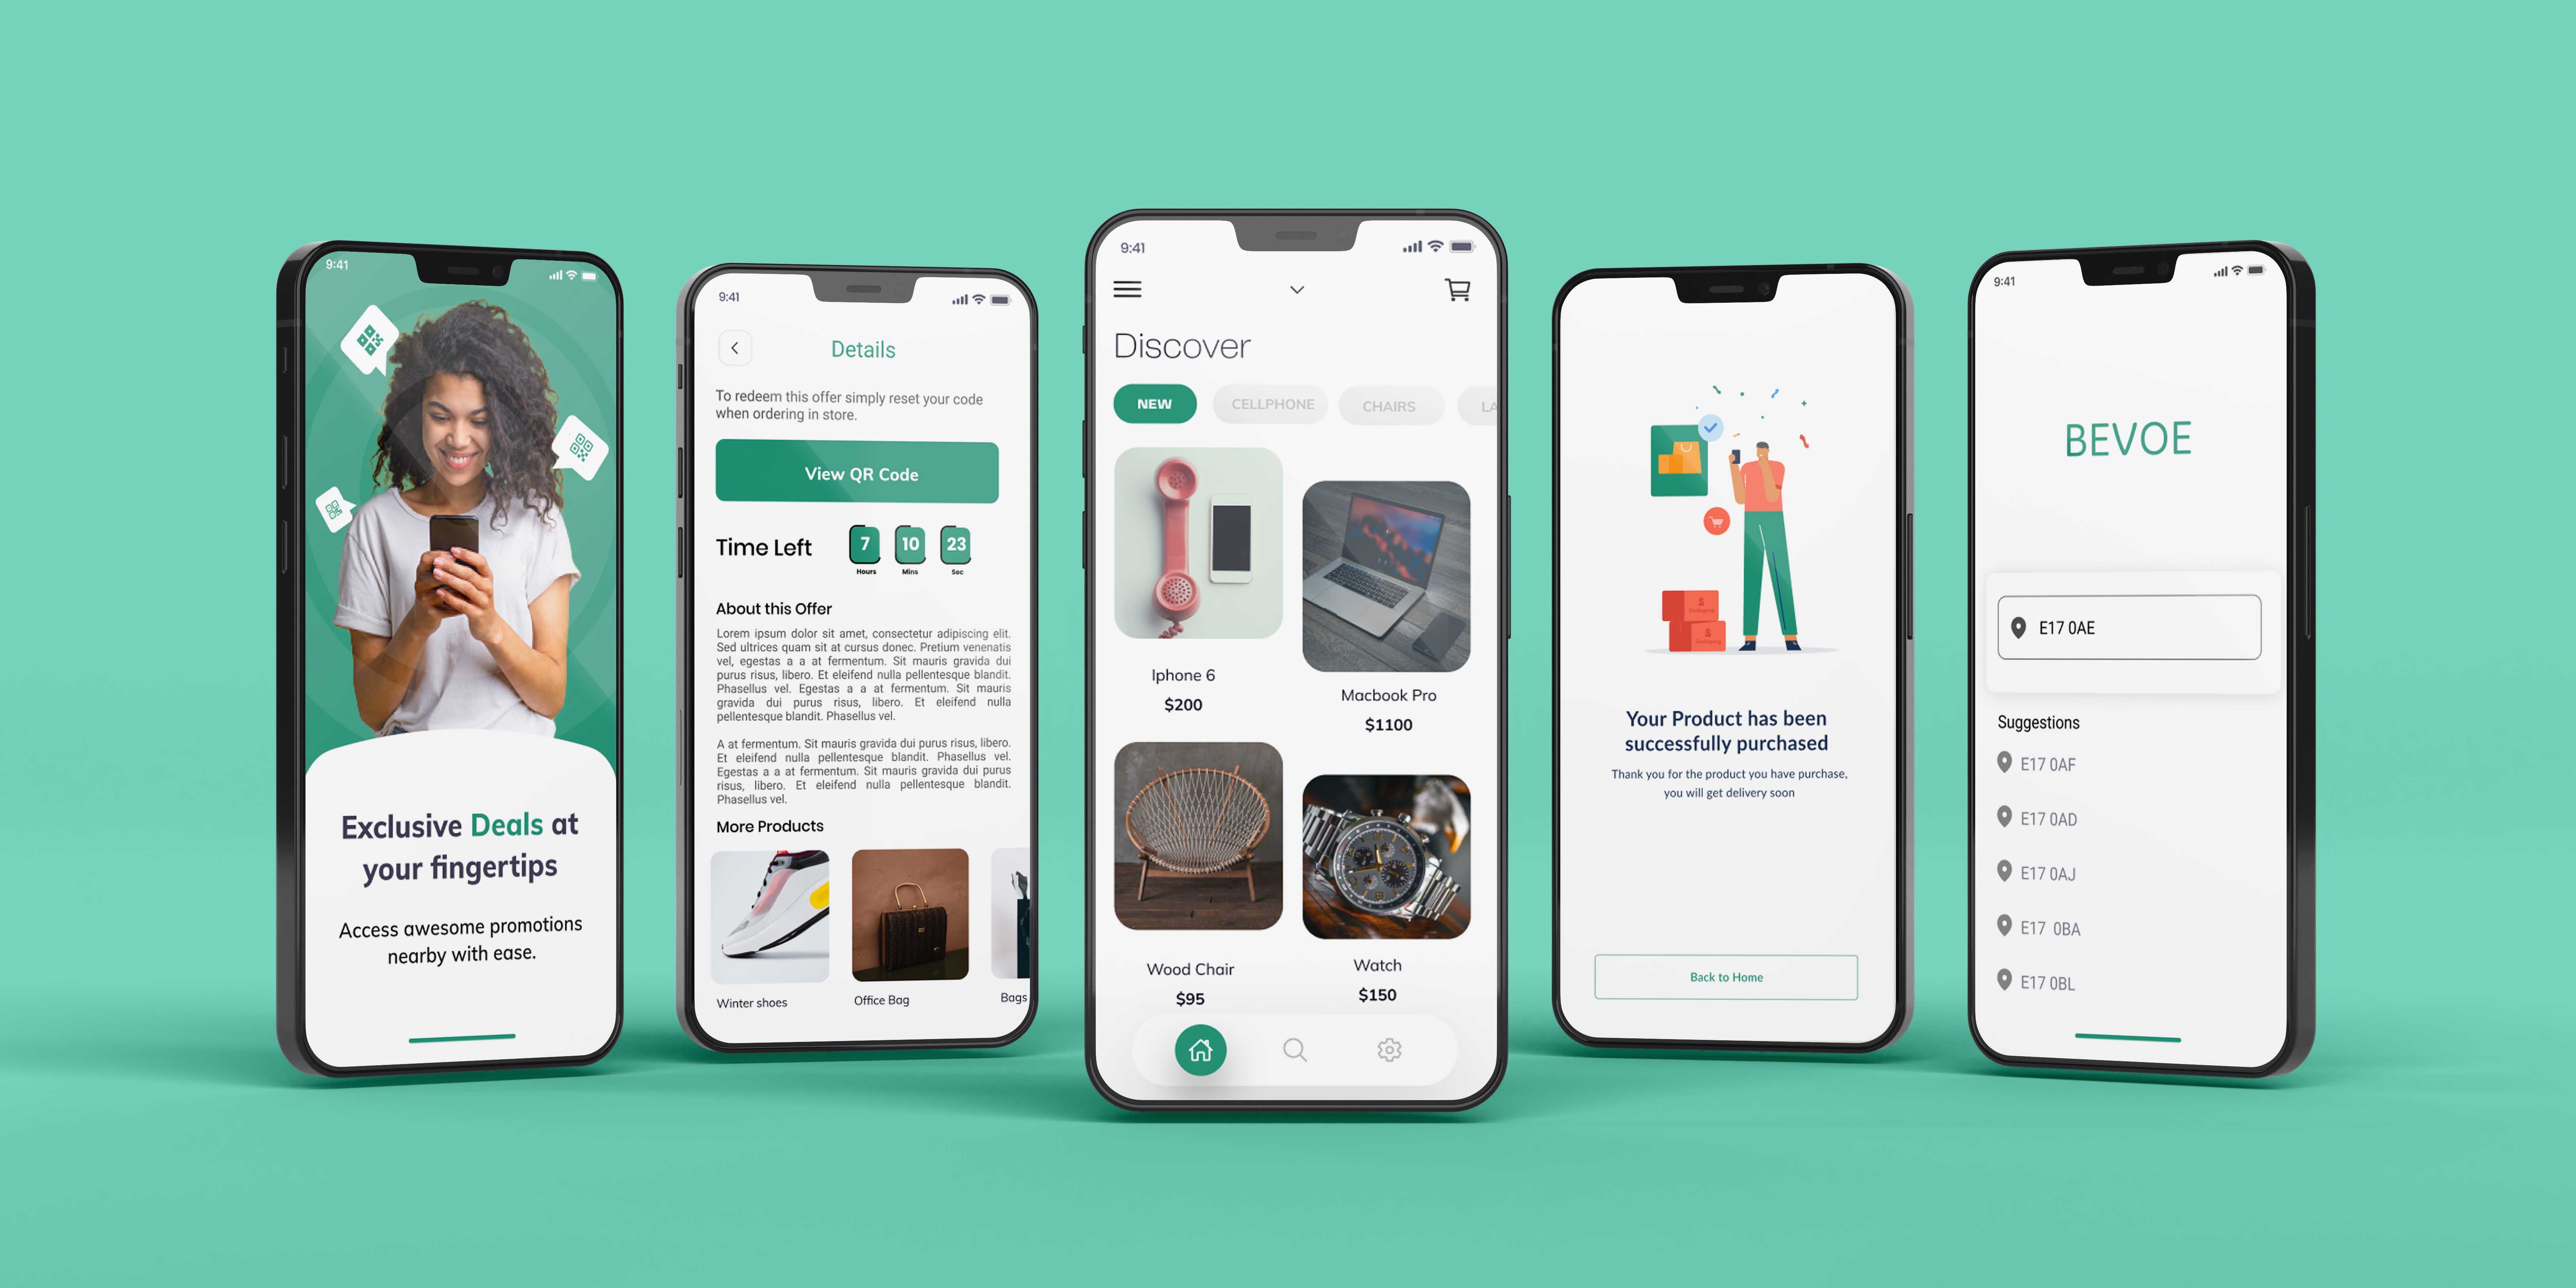 9:41
Exclusive Deals at
your fingertips
Access awesome promotions
nearby with ease.
9:41
Details
To redeem this offer simply reset your code
when ordering in store.
View QR Code
Time Left
7 10 23
Hours Mins Sec
About this Offer
Lorem ipsum dolor sit amet, consectetur adipiscing elit.
Sed ultrices quam sit at cursus donec. Pretium venenatis
vel, egestas a a at fermentum. Sit mauris gravida dui
purus risus, libero. Et eleifend nulla pellentesque blandit.
Phasellus vel. Egestas a a at fermentum. Sit mauris
gravida dui purus risus, libero. Et eleifend nulla
pellentesque blandit. Phasellus vel.
A at fermentum. Sit mauris gravida dui purus risus, libero.
Et eleifend nulla pellentesque blandit. Phasellus vel.
Egestas a a at fermentum. Sit mauris gravida dui purus
risus, libero. Et eleifend nulla pellentesque blandit.
Phasellus vel.
More Products
Winter shoes
Office Bag
Bags
9:41
Discover
NEW CELLPHONE CHAIRS LA
Iphone 6
$200
Macbook Pro
$1100
Wood Chair
$95
Watch
$150
Your Product has been
successfully purchased
Thank you for the product you have purchase,
you will get delivery soon
Back to Home
9:41
BEVOE
E17 0AE
Suggestions
E17 0AF
E17 0AD
E17 0AJ
E17 0BA
E17 0BL